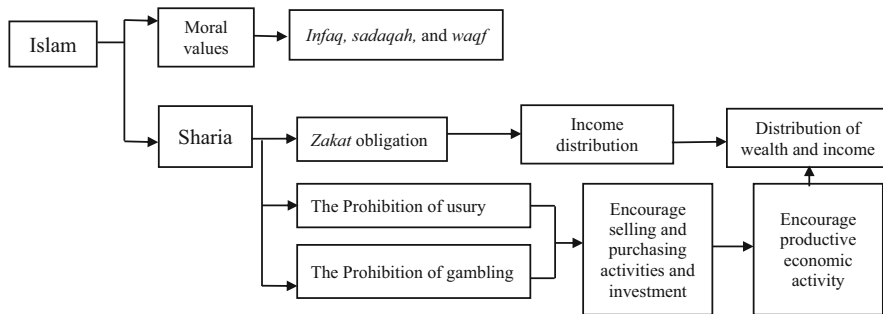 Islam
Moral
values
Infaq, sadaqah, and waqf
Sharia
Zakat obligation
Income
distribution
Distribution of
wealth and income
The Prohibition of usury
The Prohibition of gambling
Encourage
selling and
purchasing
activities and
investment
Encourage
productive
economic
activity